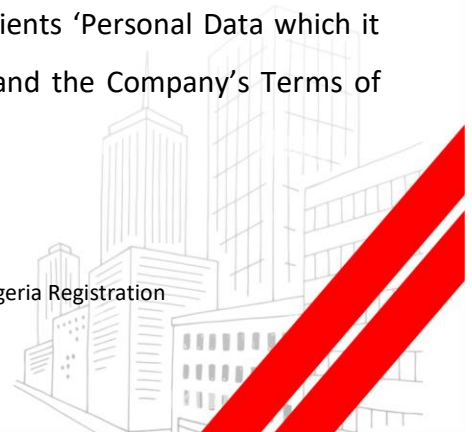 ients ‘Personal Data which it
and the Company’s Terms of
geria Registration